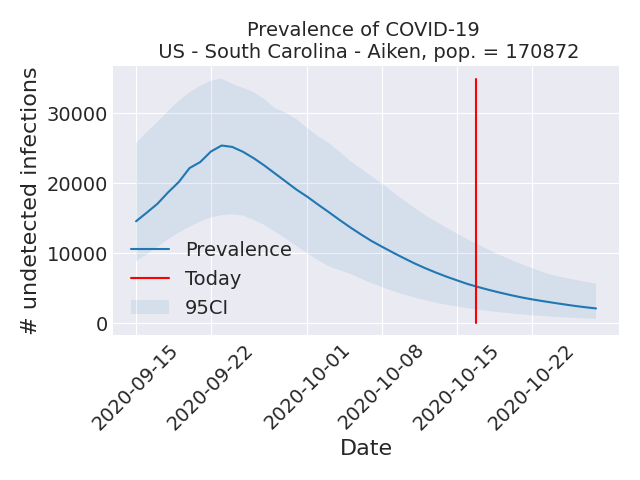 Prevalence of COVID-19
US - South Carolina - Aiken, pop. = 170872
# undetected infections
30000
20000
10000
0
Prevalence
Today
95CI
2020-09-15
2020-09-22
2020-10-01
2020-10-08
2020-10-15
2020-10-22
Date